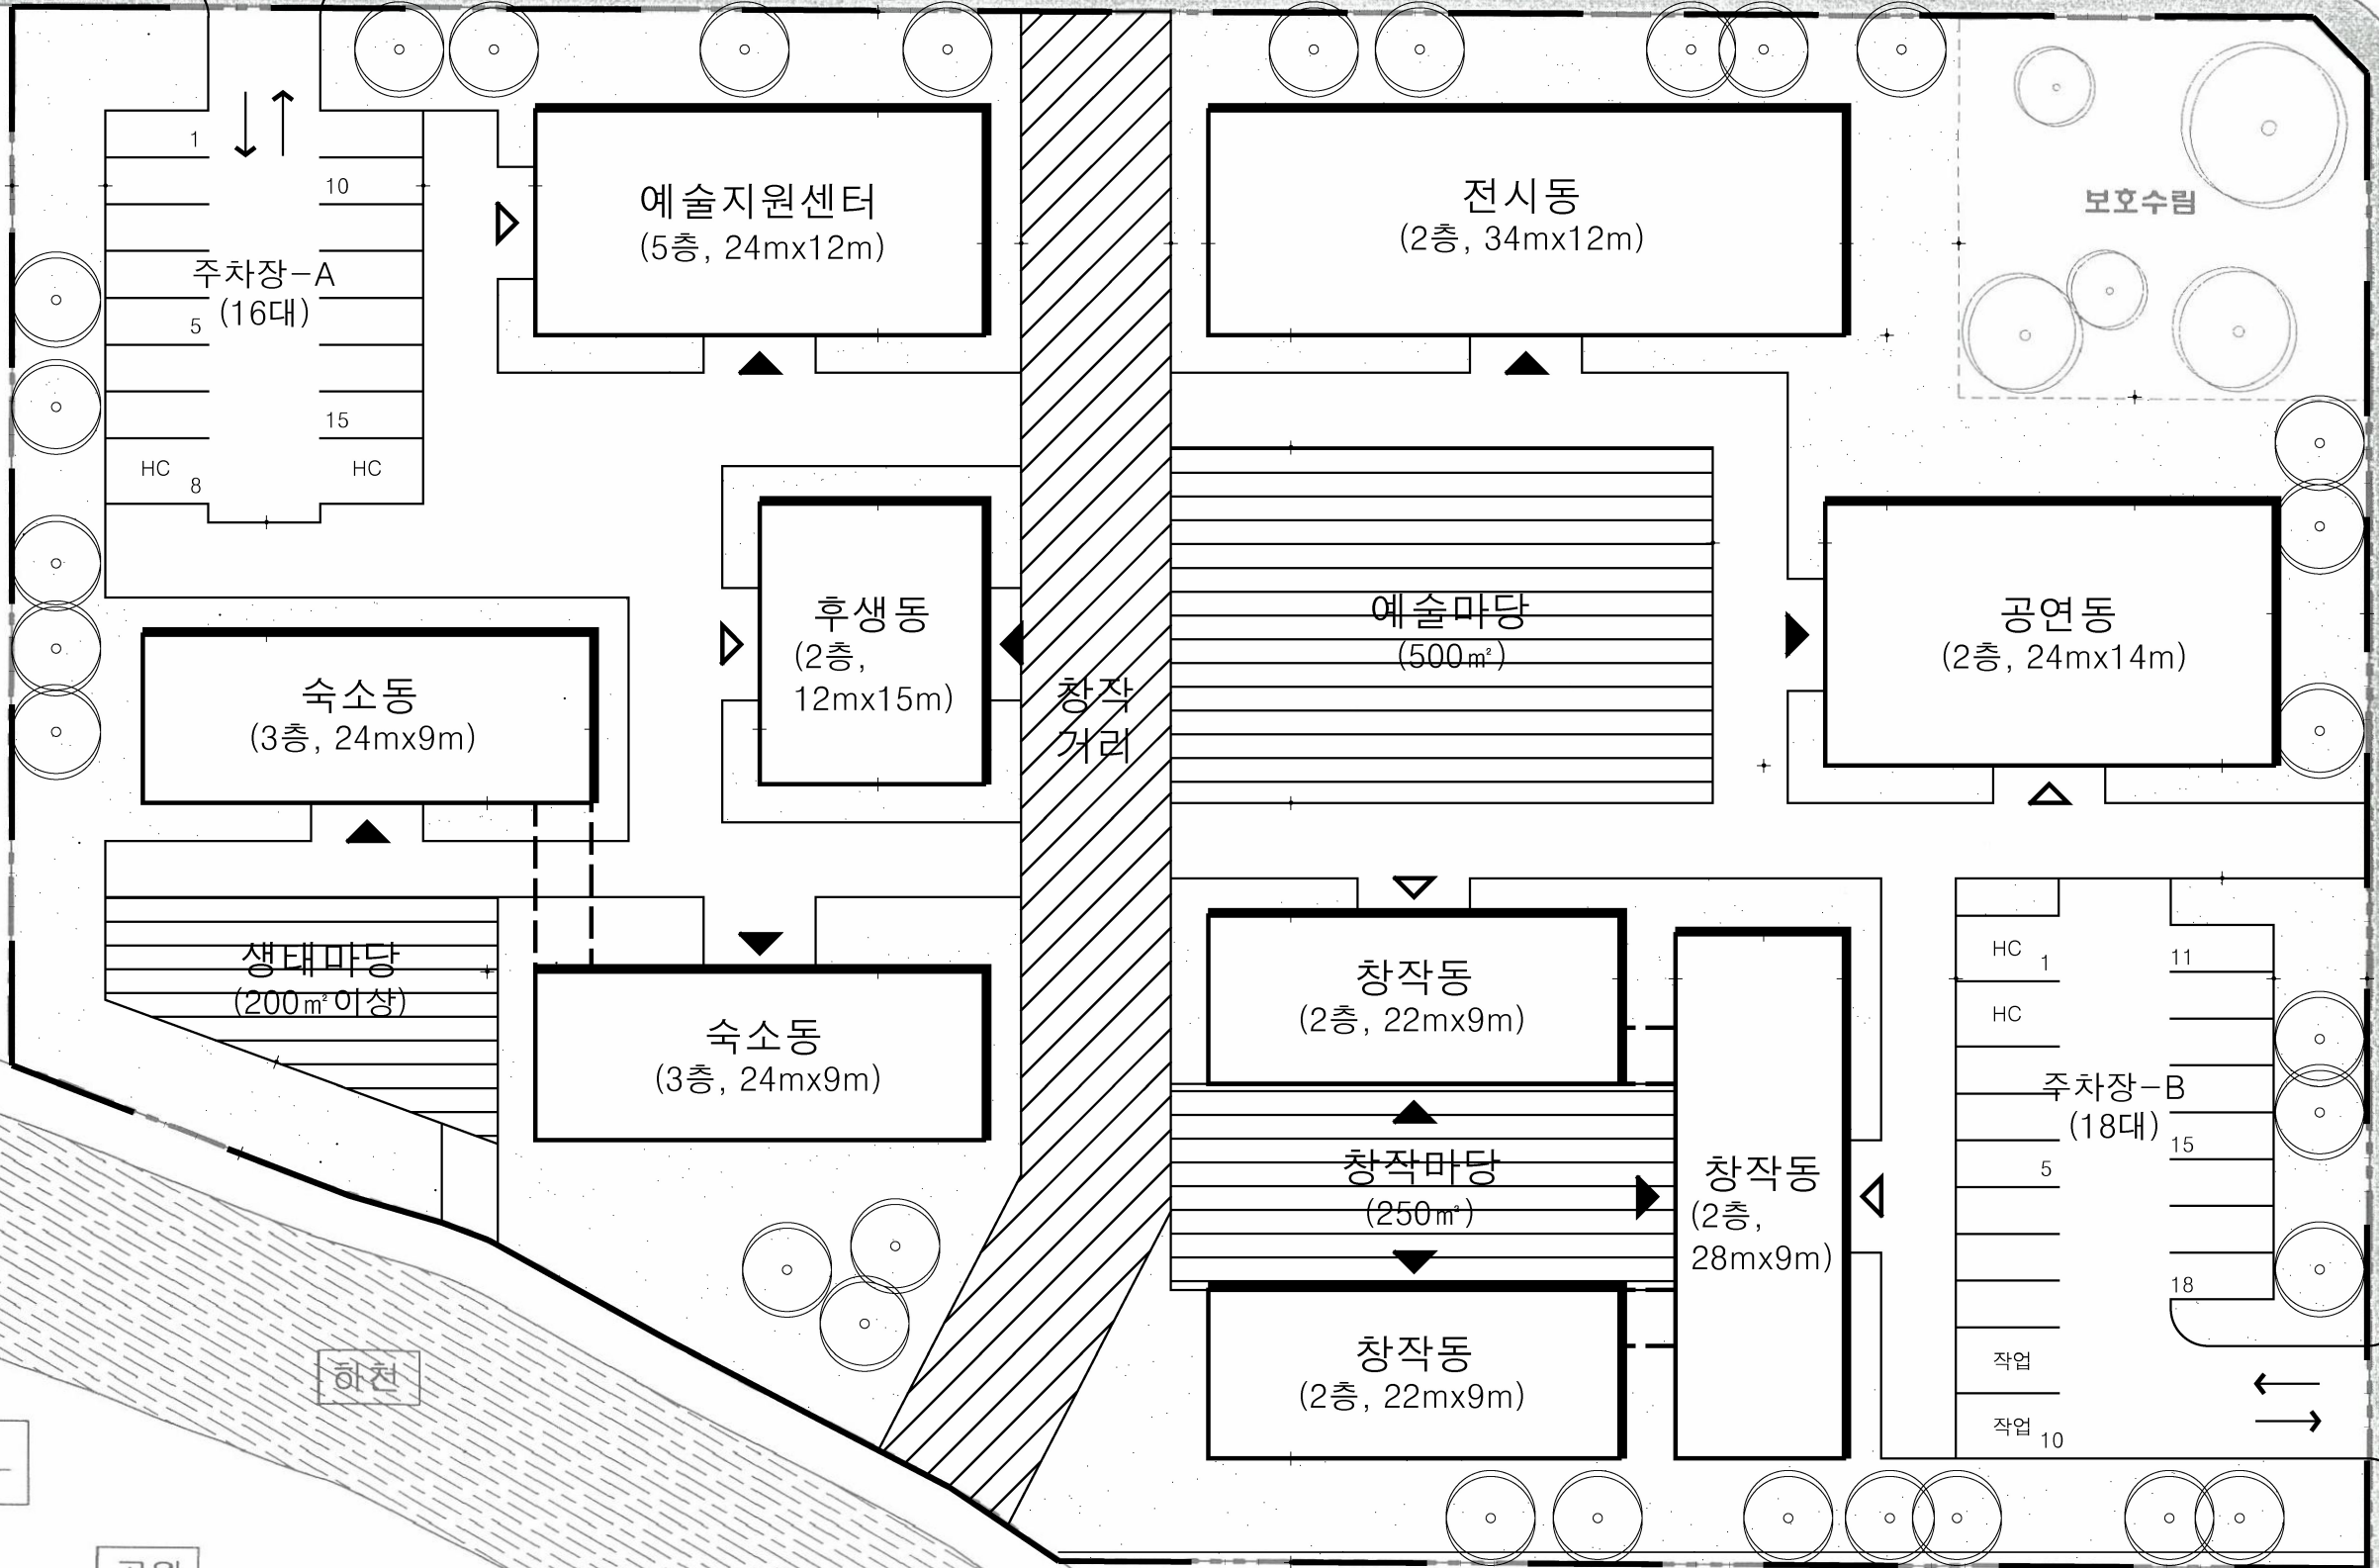 예술지원센터
(5층, 24mx12m)
전시동
(2층, 34mx12m)
보호수림
1
10
주차장-A
(16대)
5
15
HC
HC
8
후생동
(2층,
12mx15m)
예술마당
(500㎡)
공연동
(2층, 24mx14m)
숙소동
(3층, 24mx9m)
창작
거리
생태마당
(200㎡이상)
숙소동
(3층, 24mx9m)
창작동
(2층, 22mx9m)
HC
1
11
HC
주차장-B
(18대)
15
5
18
창작마당
(250㎡)
창작동
(2층,
28mx9m)
창작동
(2층, 22mx9m)
작업
작업
10
하천